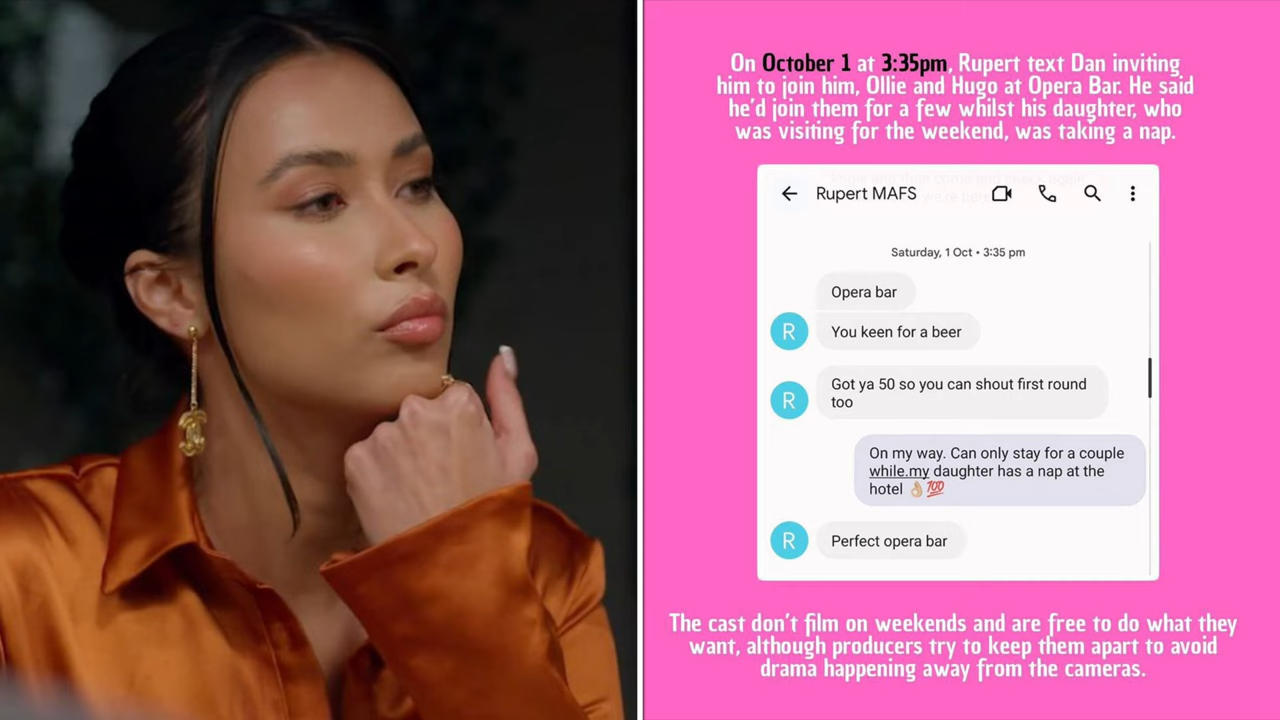 On October 1 at 3:35pm, Rupert text Dan inviting
him to join him, Ollie and Hugo at Opera Bar. He said
he'd join them for a few whilst his daughter, who
was visiting for the weekend, was taking a nap.
Rupert MAFS
Saturday, 1 Oct • 3:35 pm
Opera bar
R
You keen for a beer
R
Got ya 50 so you can shout first round
too
On my way. Can only stay for a couple
while.my daughter has a nap at the
hotel 👌🏼💯
R
Perfect opera bar
The cast don't film on weekends and are free to do what they
want, although producers try to keep them apart to avoid
drama happening away from the cameras.